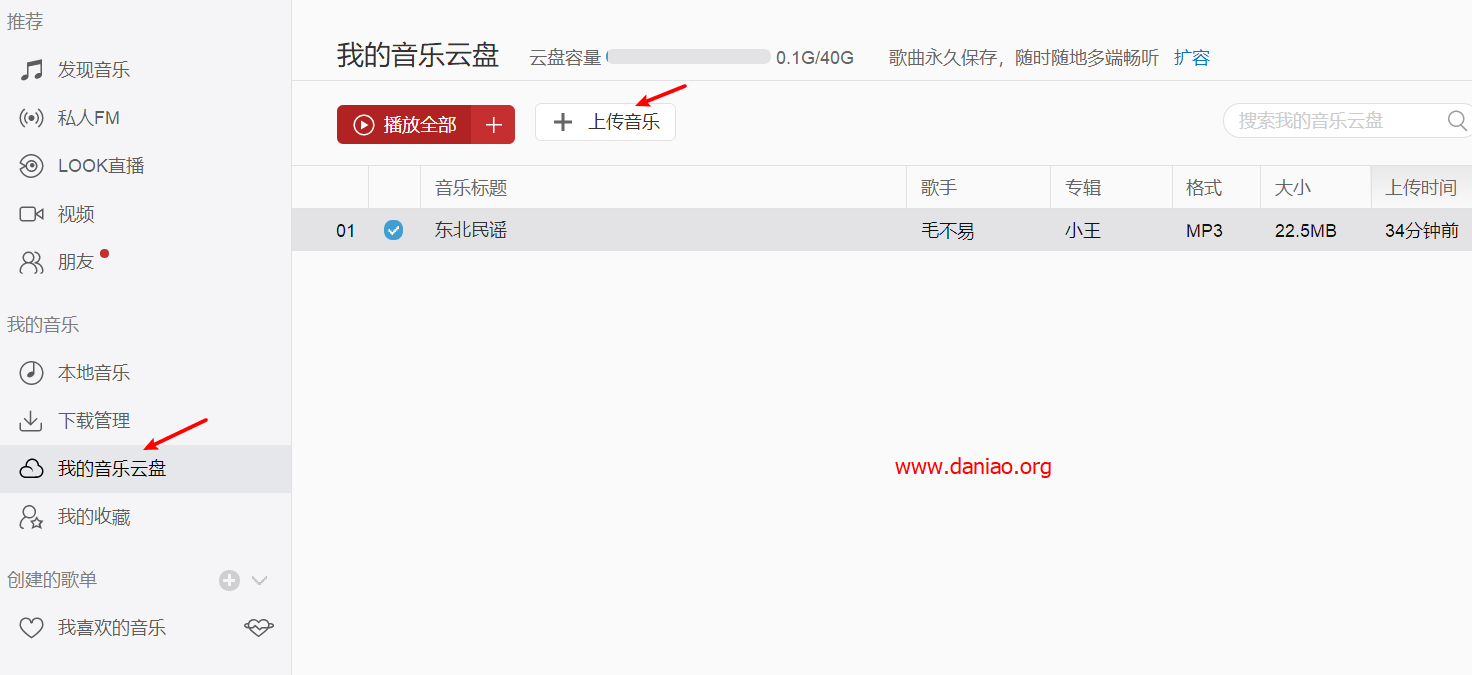 推荐
发现音乐
私人FM
LOOK直播
视频
朋友
我的音乐
本地音乐
下载管理
我的音乐云盘
我的收藏
创建的歌单
我喜欢的音乐
我的音乐云盘 云盘容量 0.1G/40G 歌曲永久保存，随时随地多端畅听 扩容
播放全部 上传音乐 搜索我的音乐云盘
音乐标题 歌手 专辑 格式 大小 上传时间
01 东北民谣 毛不易 小王 MP3 22.5MB 34分钟前
www.daniao.org